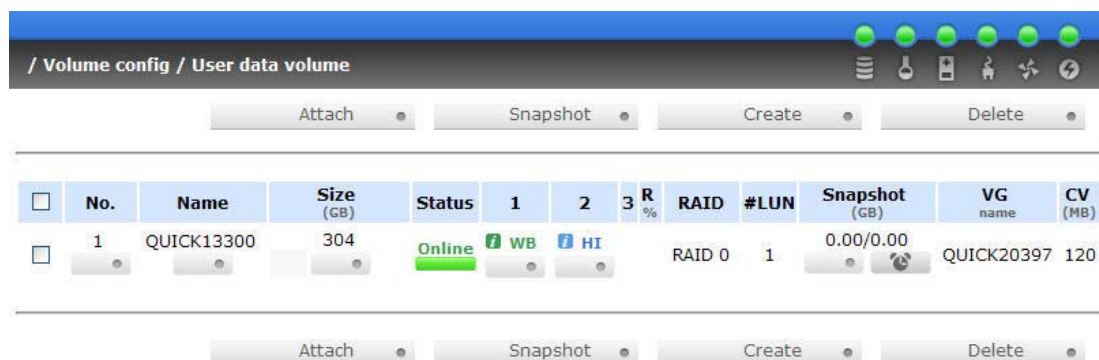 / Volume config / User data volume
Attach Snapshot Create Delete
No. Name Size (GB) Status 1 2 3 R % RAID #LUN Snapshot (GB) VG name CV (MB)
1 QUICK13300 304 Online i WB i HI RAID 0 1 0.00/0.00 QUICK20397 120
Attach Snapshot Create Delete